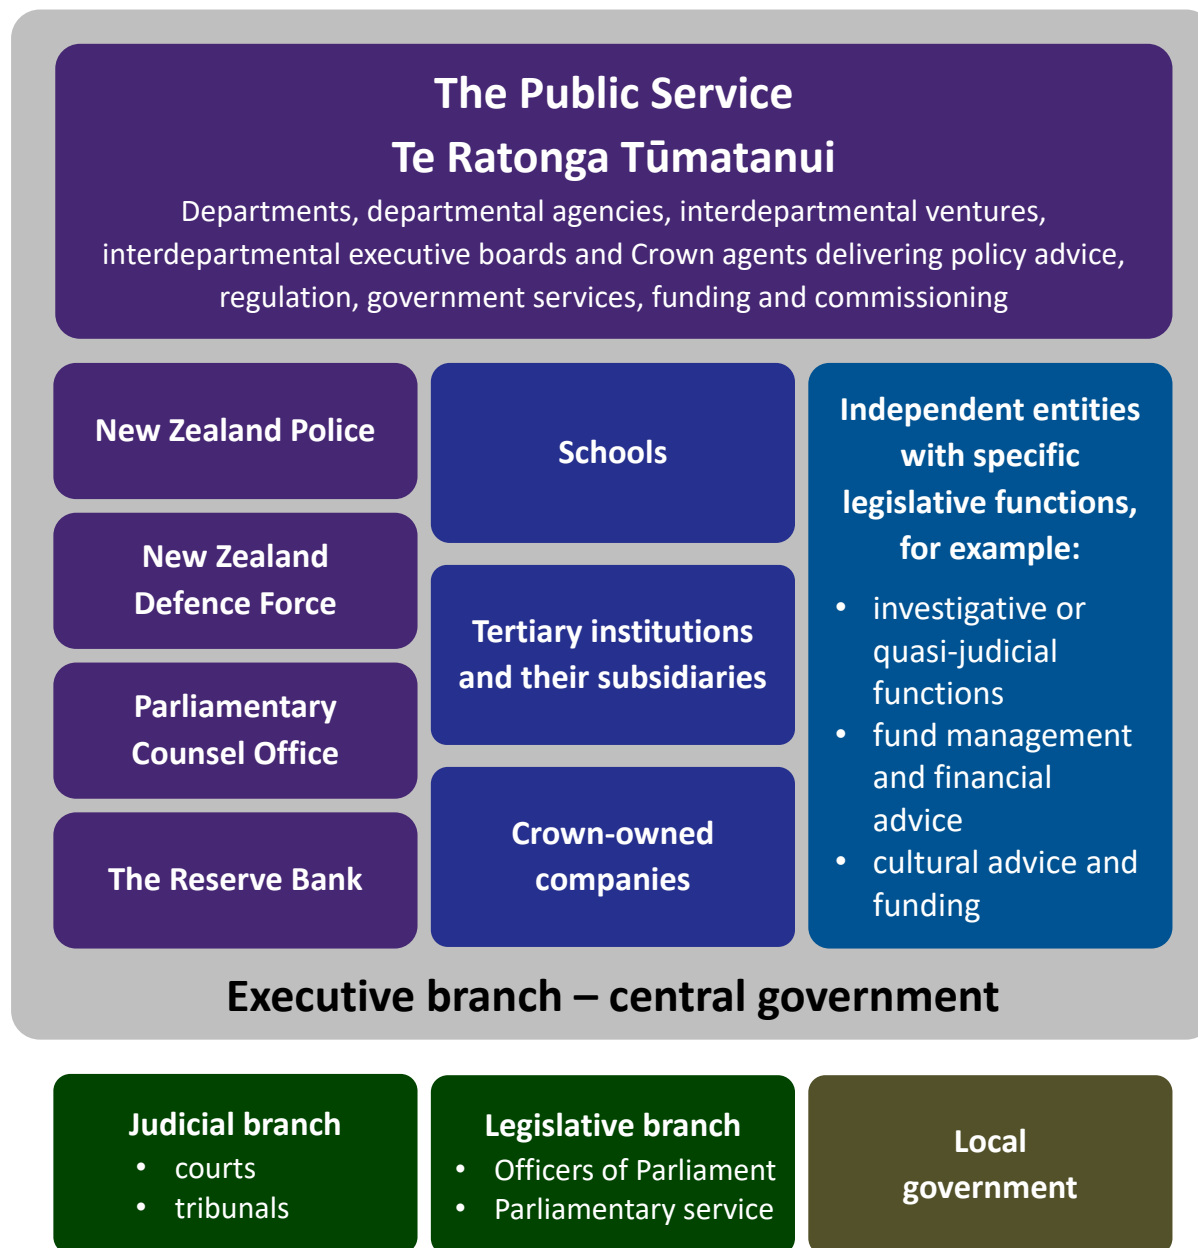 The Public Service
Te Ratonga Tūmatanui
Departments, departmental agencies, interdepartmental ventures,
interdepartmental executive boards and Crown agents delivering policy advice,
regulation, government services, funding and commissioning
New Zealand Police
New Zealand
Defence Force
Parliamentary
Counsel Office
The Reserve Bank
Schools
Tertiary institutions
and their subsidiaries
Crown-owned
companies
Independent entities
with specific
legislative functions,
for example:
• investigative or
quasi-judicial
functions
• fund management
and financial
advice
• cultural advice and
funding
Executive branch – central government
Judicial branch
• courts
• tribunals
Legislative branch
• Officers of Parliament
• Parliamentary service
Local
government